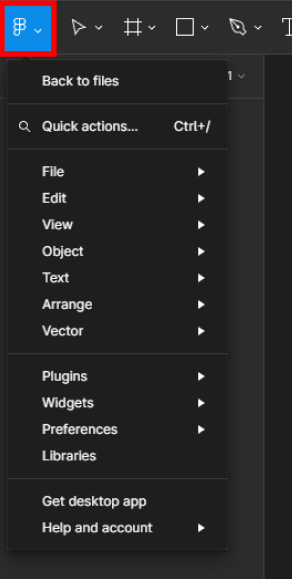 Back to files
Quick actions... Ctrl+/
File
Edit
View
Object
Text
Arrange
Vector
Plugins
Widgets
Preferences
Libraries
Get desktop app
Help and account